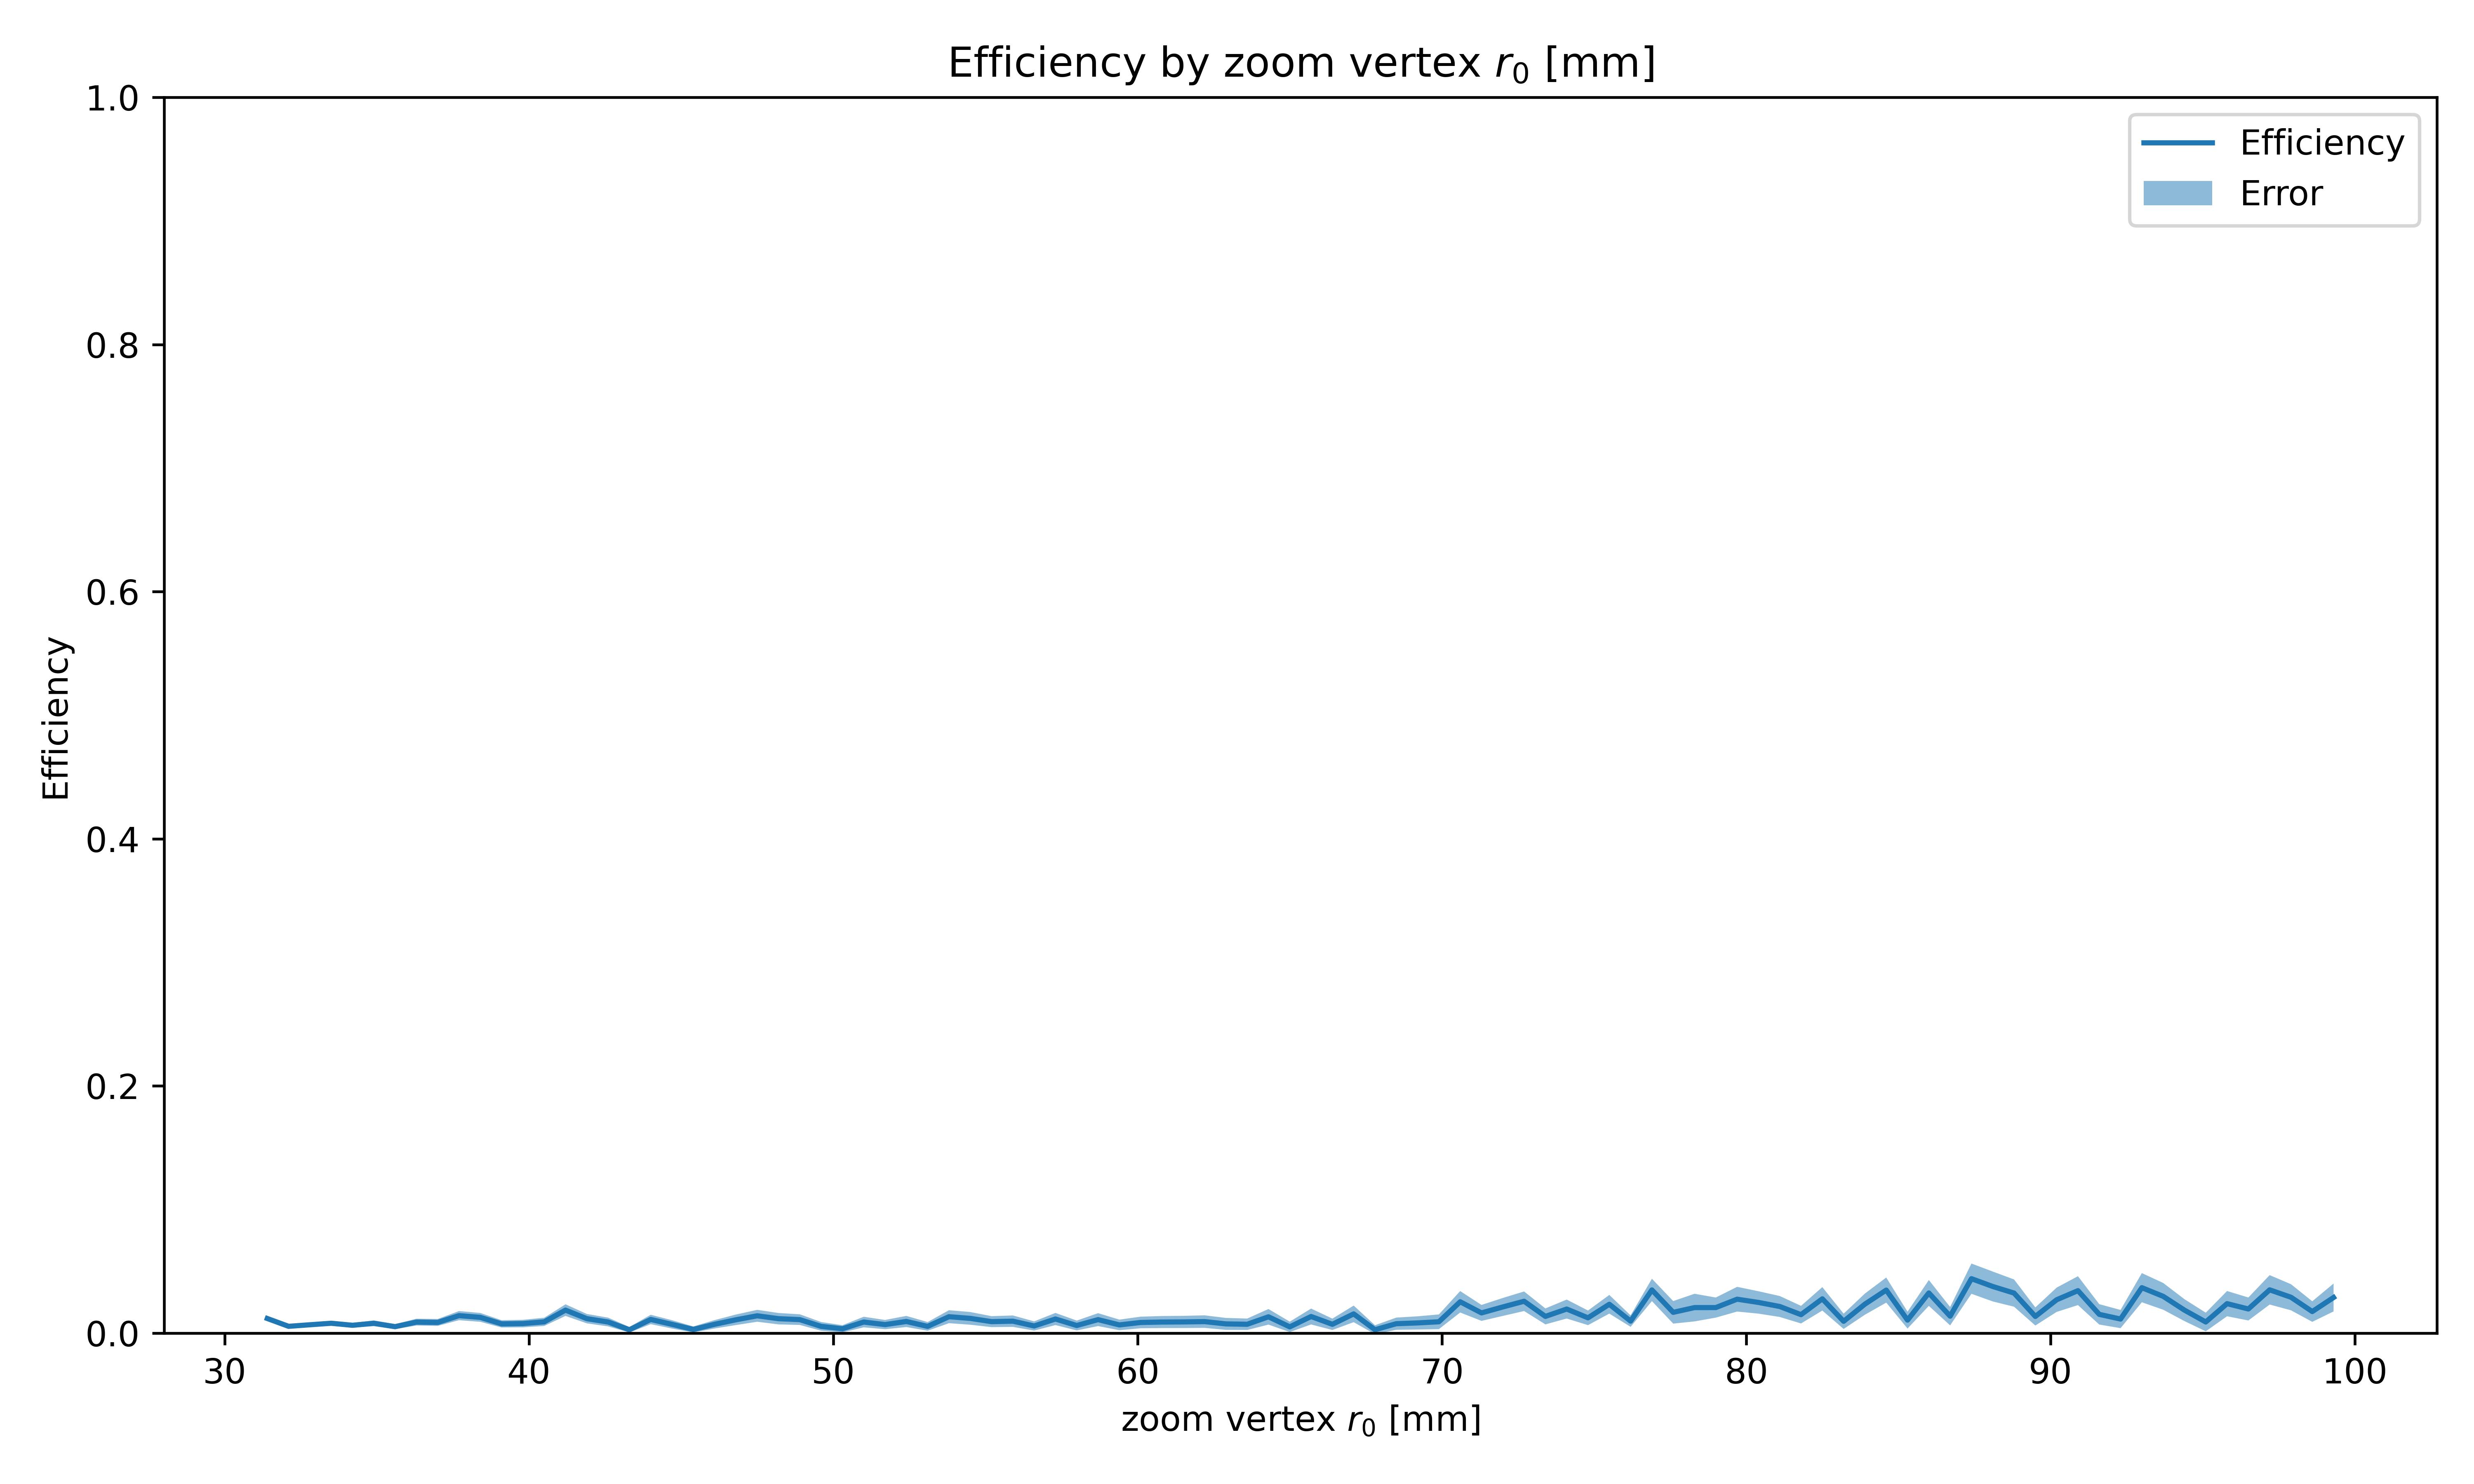 Efficiency by zoom vertex r₀ [mm]
Efficiency
Error
1.0
0.8
0.6
0.4
0.2
0.0
Efficiency
30 40 50 60 70 80 90 100
zoom vertex r₀ [mm]